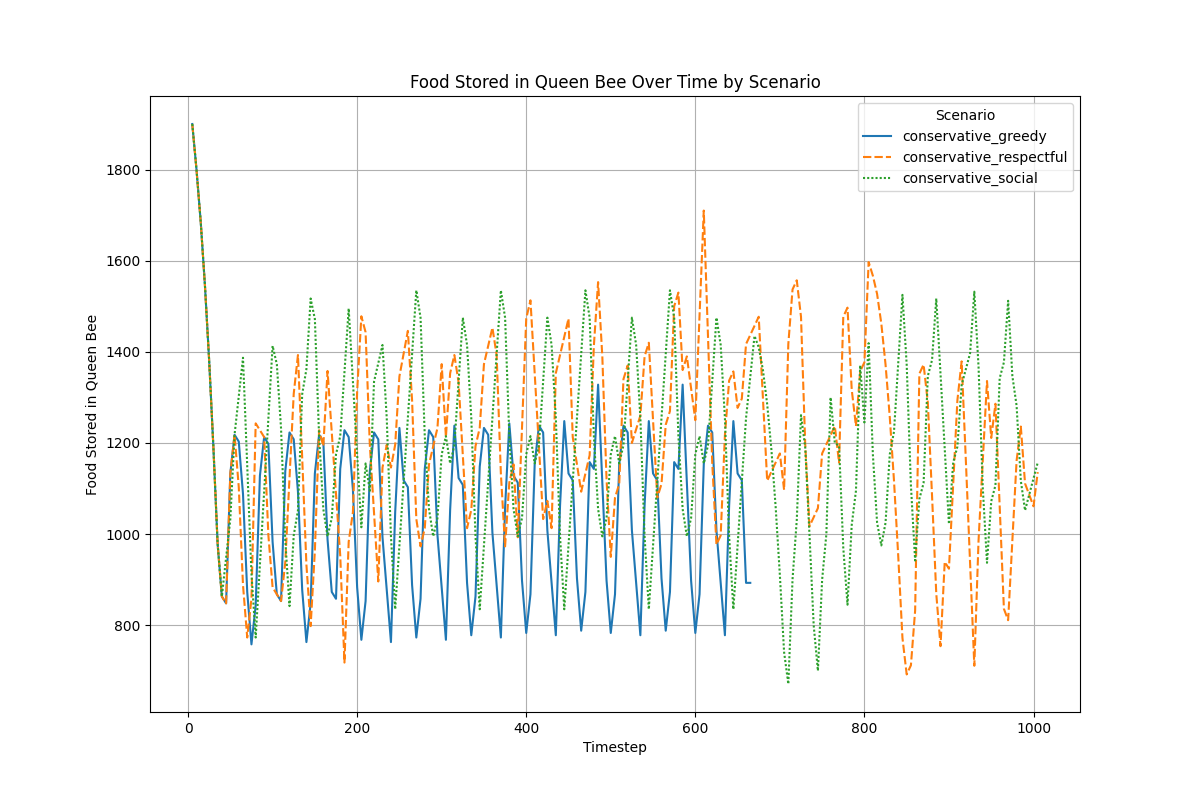 Food Stored in Queen Bee Over Time by Scenario
Scenario
conservative_greedy
conservative_respectful
conservative_social
Food Stored in Queen Bee
1800
1600
1400
1200
1000
800
0
200
400
600
800
1000
Timestep